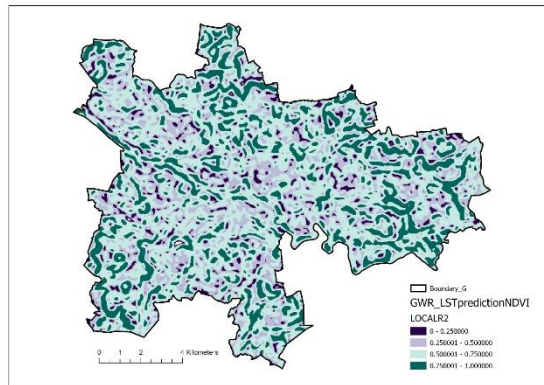 Boundary_G
GWR_LSTpredictionNDVI
LOCALR2
0 - 0.250000
0.250001 - 0.500000
0.500001 - 0.750000
0.750001 - 1.000000
0 1 2 4 Kilometers